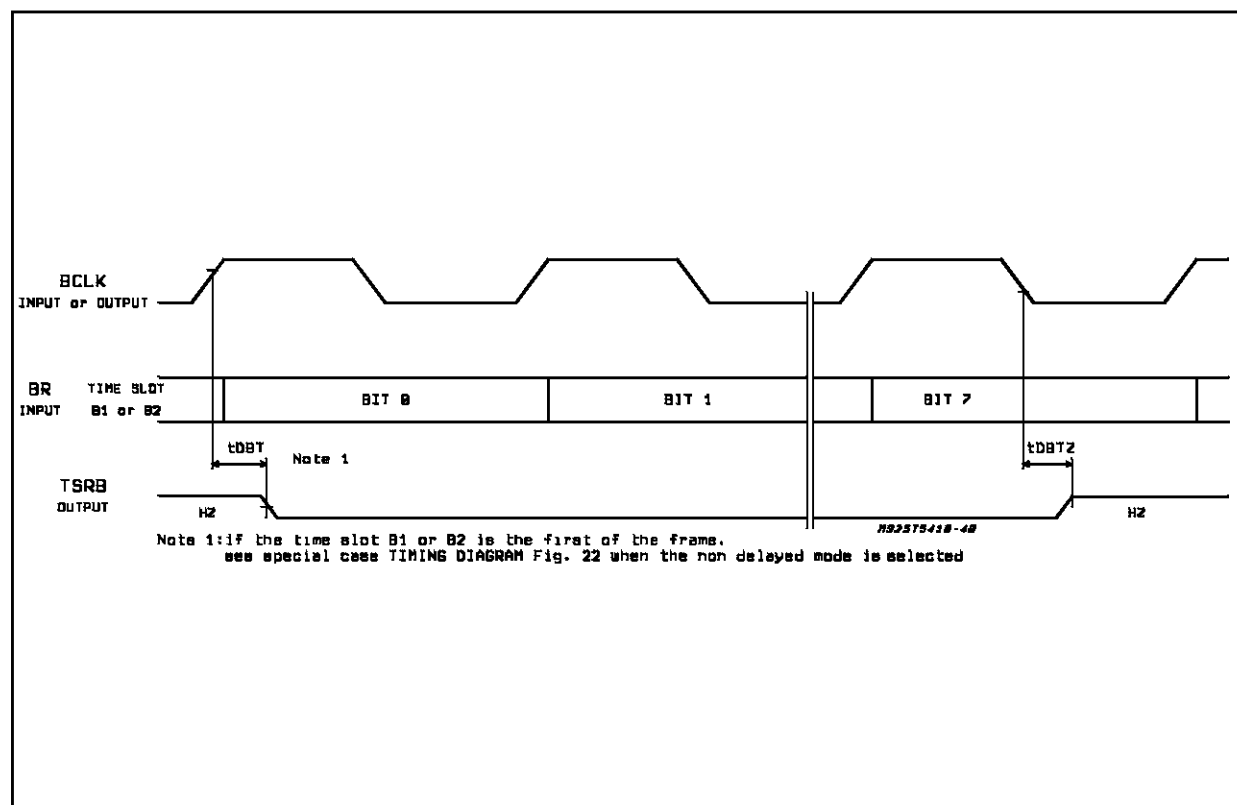 BCLK
INPUT or OUTPUT
BR TIME SLOT
INPUT B1 or B2
BIT 0 BIT 1 BIT 7
tDBT Note 1 tDBTZ
TSRB
OUTPUT
HZ HZ
M92ST5410-40
Note 1:if the time slot B1 or B2 is the first of the frame.
see special case TIMING DIAGRAM Fig. 22 when the non delayed mode is selected